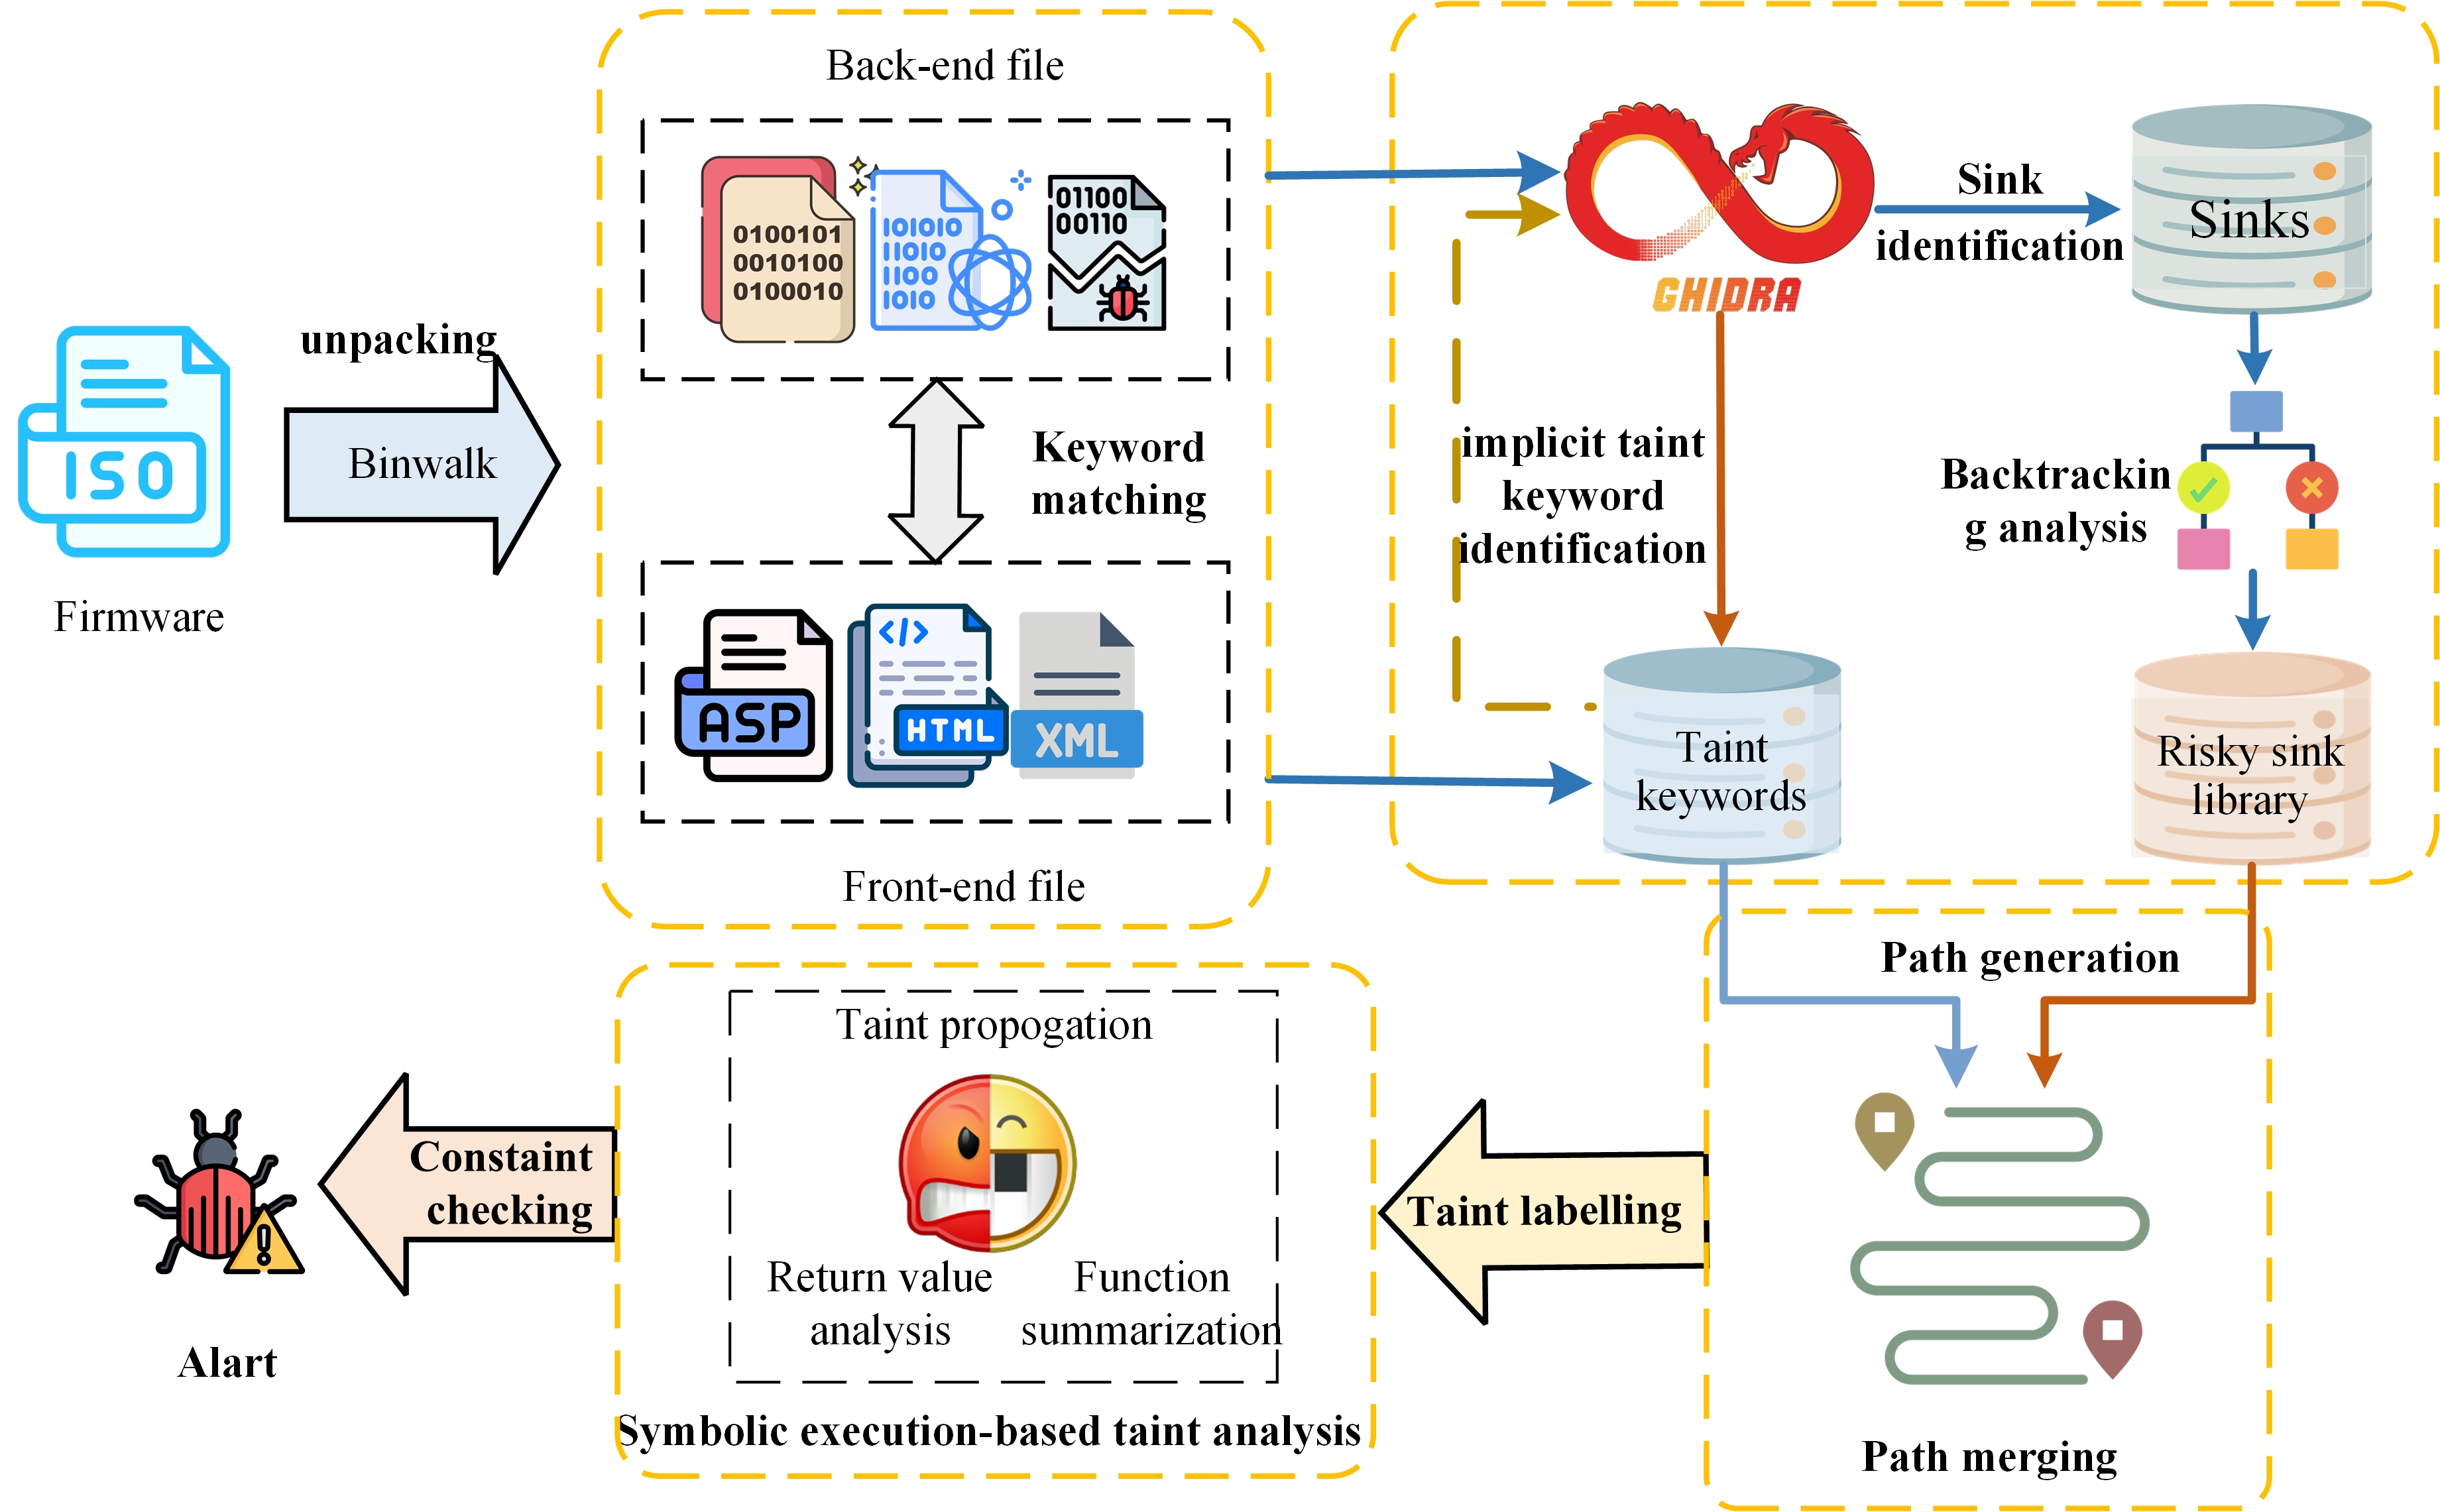 Back-end file
0100101
0010100
0100010
101010
11010
1100
1010
01100
00110
GHIDRA
Sink
identification
Sinks
unpacking
Binwalk
ISO
Firmware
Keyword
matching
implicit taint
keyword
identification
Backtrackin
g analysis
ASP
</>
HTML
XML
Front-end file
Taint
keywords
Risky sink
library
Path generation
Path merging
Taint labelling
Taint propogation
Return value
analysis
Function
summarization
Symbolic execution-based taint analysis
Constaint
checking
Alart